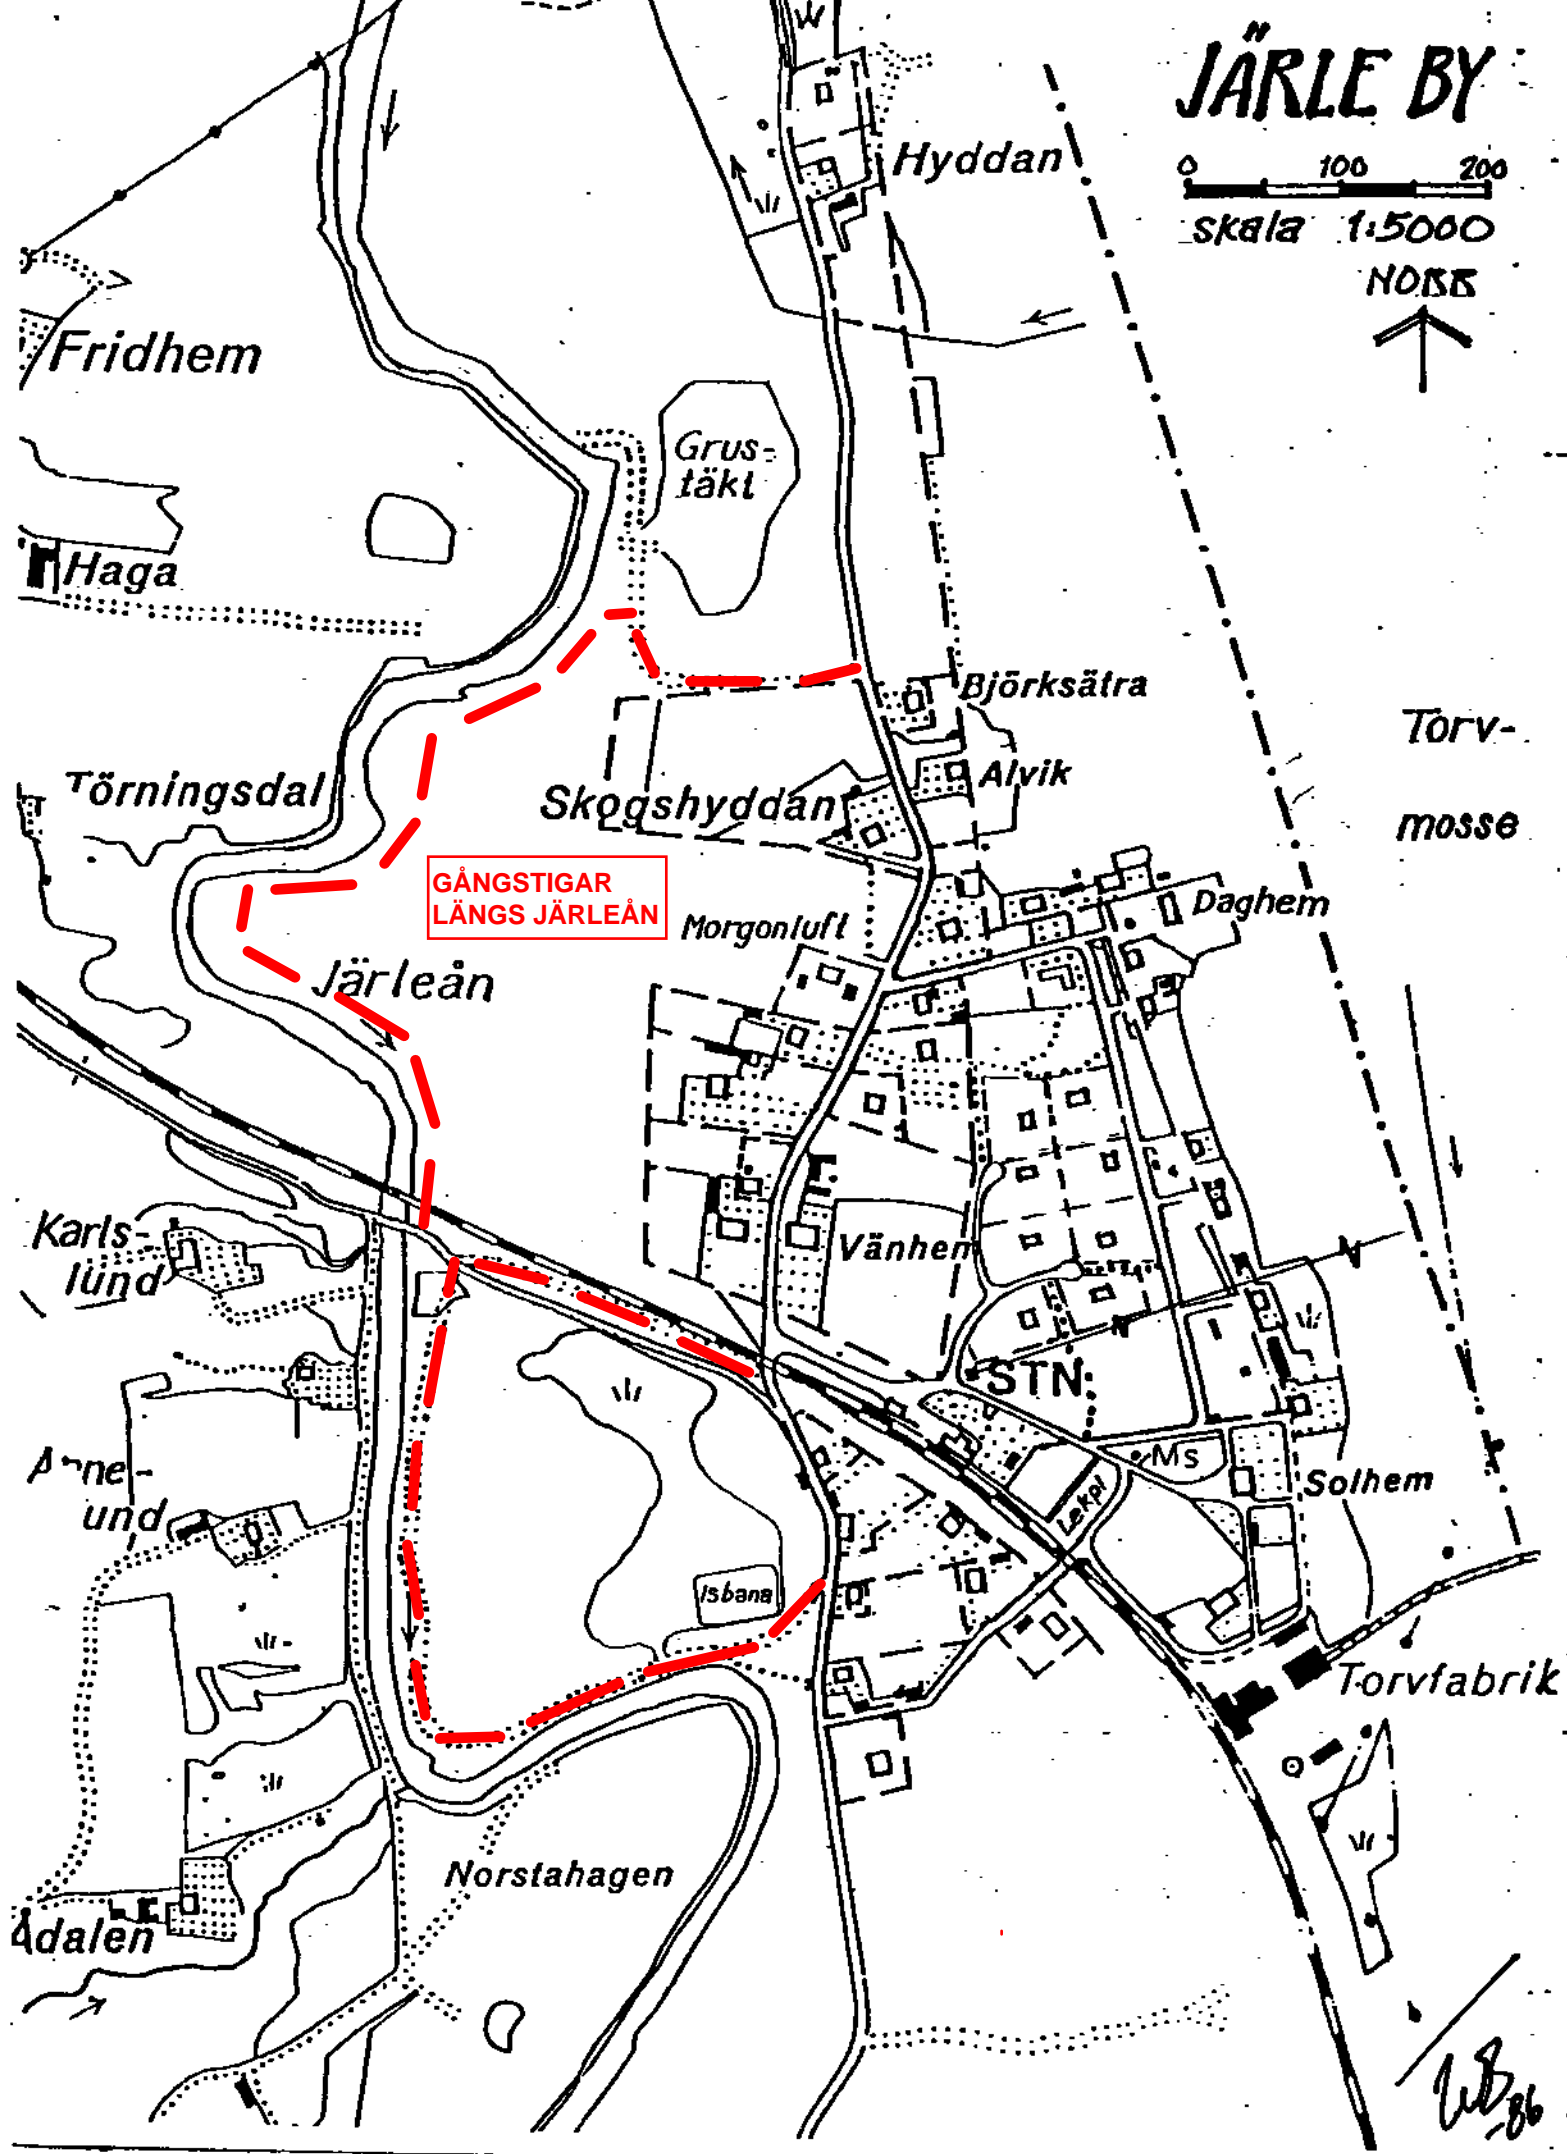 JÄRLE BY
0 100 200
skala 1:5000
NORR
Hyddan
Fridhem
Grus-
täkt
Haga
Björksätra
Torv-
mosse
Törningsdal
Alvik
Skogshyddan
GÅNGSTIGAR
LÄNGS JÄRLEÅN
Daghem
Morgonluft
Järleån
Karls-
lund
Vänhem
STN
Ms
Solhem
Lekpl
Isbana
Torvfabrik
Norstahagen
Ådalen
-86